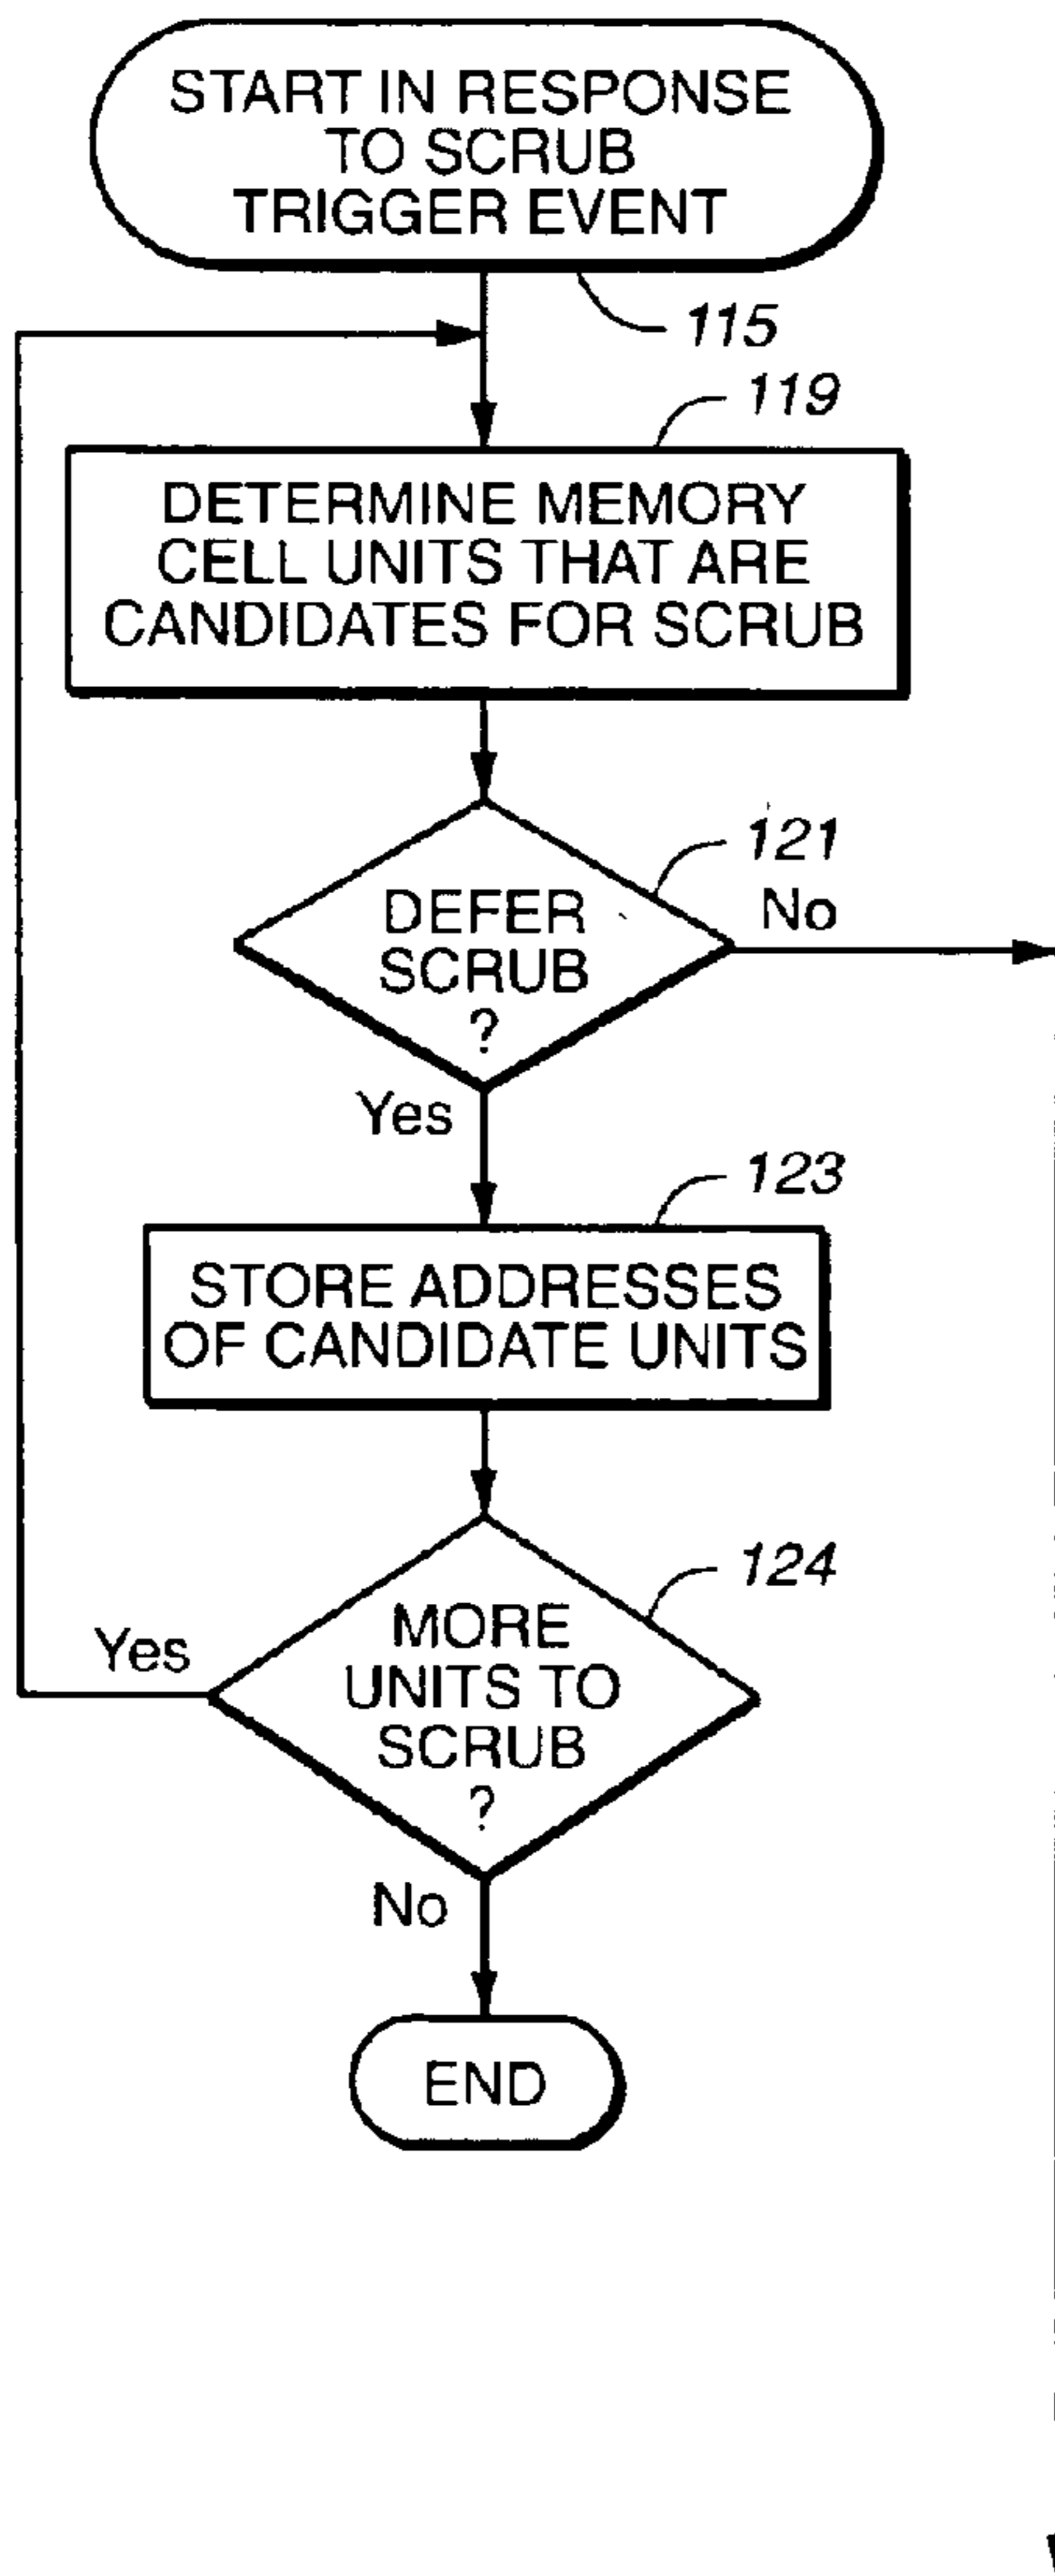 START IN RESPONSE
TO SCRUB
TRIGGER EVENT
115
119
DETERMINE MEMORY
CELL UNITS THAT ARE
CANDIDATES FOR SCRUB
121
No
DEFER
SCRUB
?
Yes
123
STORE ADDRESSES
OF CANDIDATE UNITS
124
MORE
UNITS TO
SCRUB
?
Yes
No
END